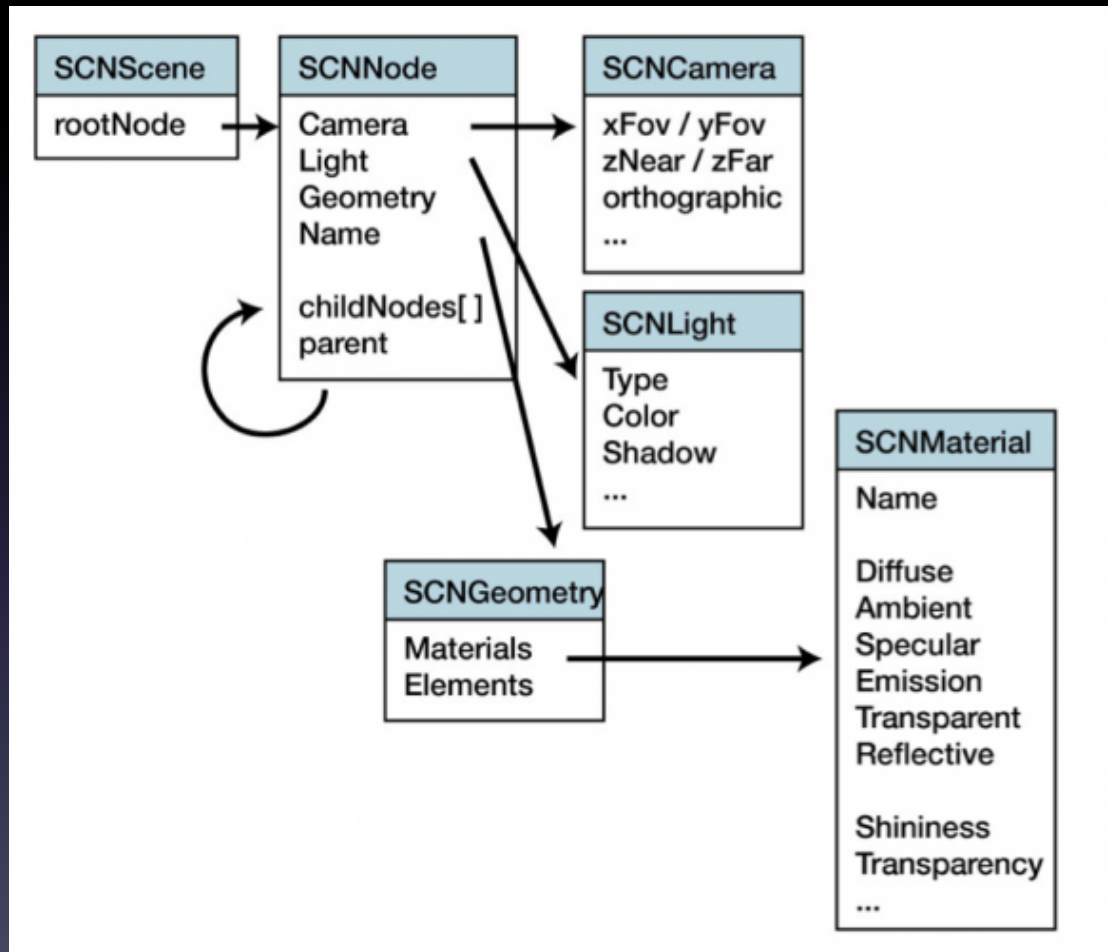 SCNScene
rootNode
SCNNode
Camera
Light
Geometry
Name
childNodes[ ]
parent
SCNCamera
xFov / yFov
zNear / zFar
orthographic
...
SCNLight
Type
Color
Shadow
...
SCNGeometry
Materials
Elements
SCNMaterial
Name
Diffuse
Ambient
Specular
Emission
Transparent
Reflective
Shininess
Transparency
...